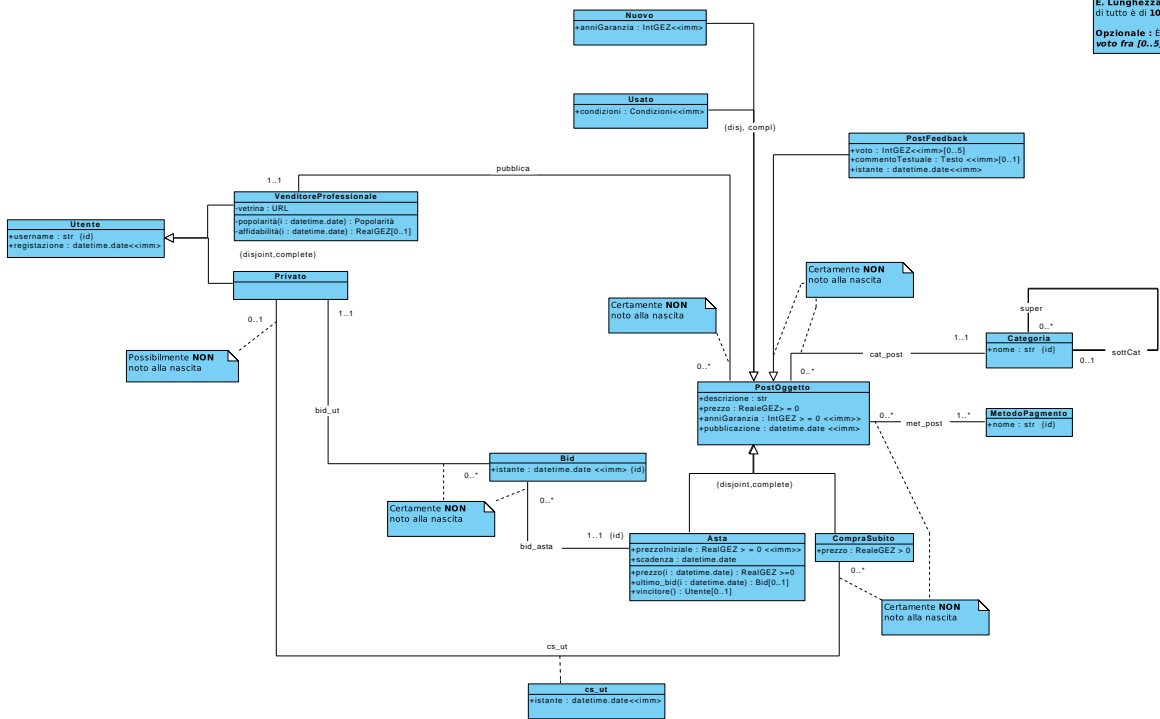 E. Lunghezza
di tutto è di 10
Opzionale : È
voto fra [0..5
Nuovo
+anniGaranzia : IntGEZ<<imm>
Usato
+condizioni : Condizioni<<imm>
{disj, compl}
PostFeedback
+voto : IntGEZ<<imm>[0..5]
+commentoTestuale : Testo <<imm>[0..1]
+istante : datetime.date<<imm>
pubblica
1..1
VenditoreProfessionale
-vetrina : URL
-popolarità(i : datetime.date) : Popolarità
-affidabilità(i : datetime.date) : RealGEZ[0..1]
Utente
+username : str {id}
+registazione : datetime.date<<imm>
{disjoint,complete}
Privato
0..1
1..1
Certamente NON
noto alla nascita
Certamente NON
noto alla nascita
super
0..*
Categoria
+nome : str {id}
1..1
0..1
sottCat
cat_post
Possibilmente NON
noto alla nascita
0..*
0..*
PostOggetto
+descrizione : str
+prezzo : RealeGEZ> = 0
+anniGaranzia : IntGEZ > = 0 <<imm>>
+pubblicazione : datetime.date <<imm>
0..*
met_post
1..*
MetodoPagmento
+nome : str {id}
bid_ut
Bid
+istante : datetime.date <<imm> {id}
0..*
0..*
{disjoint,complete}
Certamente NON
noto alla nascita
bid_asta
1..1 {id}
Asta
+prezzoIniziale : RealGEZ > = 0 <<imm>>
+scadenza : datetime.date
+prezzo(i : datetime.date) : RealGEZ >=0
+ultimo_bid(i : datetime.date) : Bid[0..1]
+vincitore() : Utente[0..1]
CompraSubito
+prezzo : RealeGEZ > 0
0..*
Certamente NON
noto alla nascita
cs_ut
cs_ut
+istante : datetime.date<<imm>